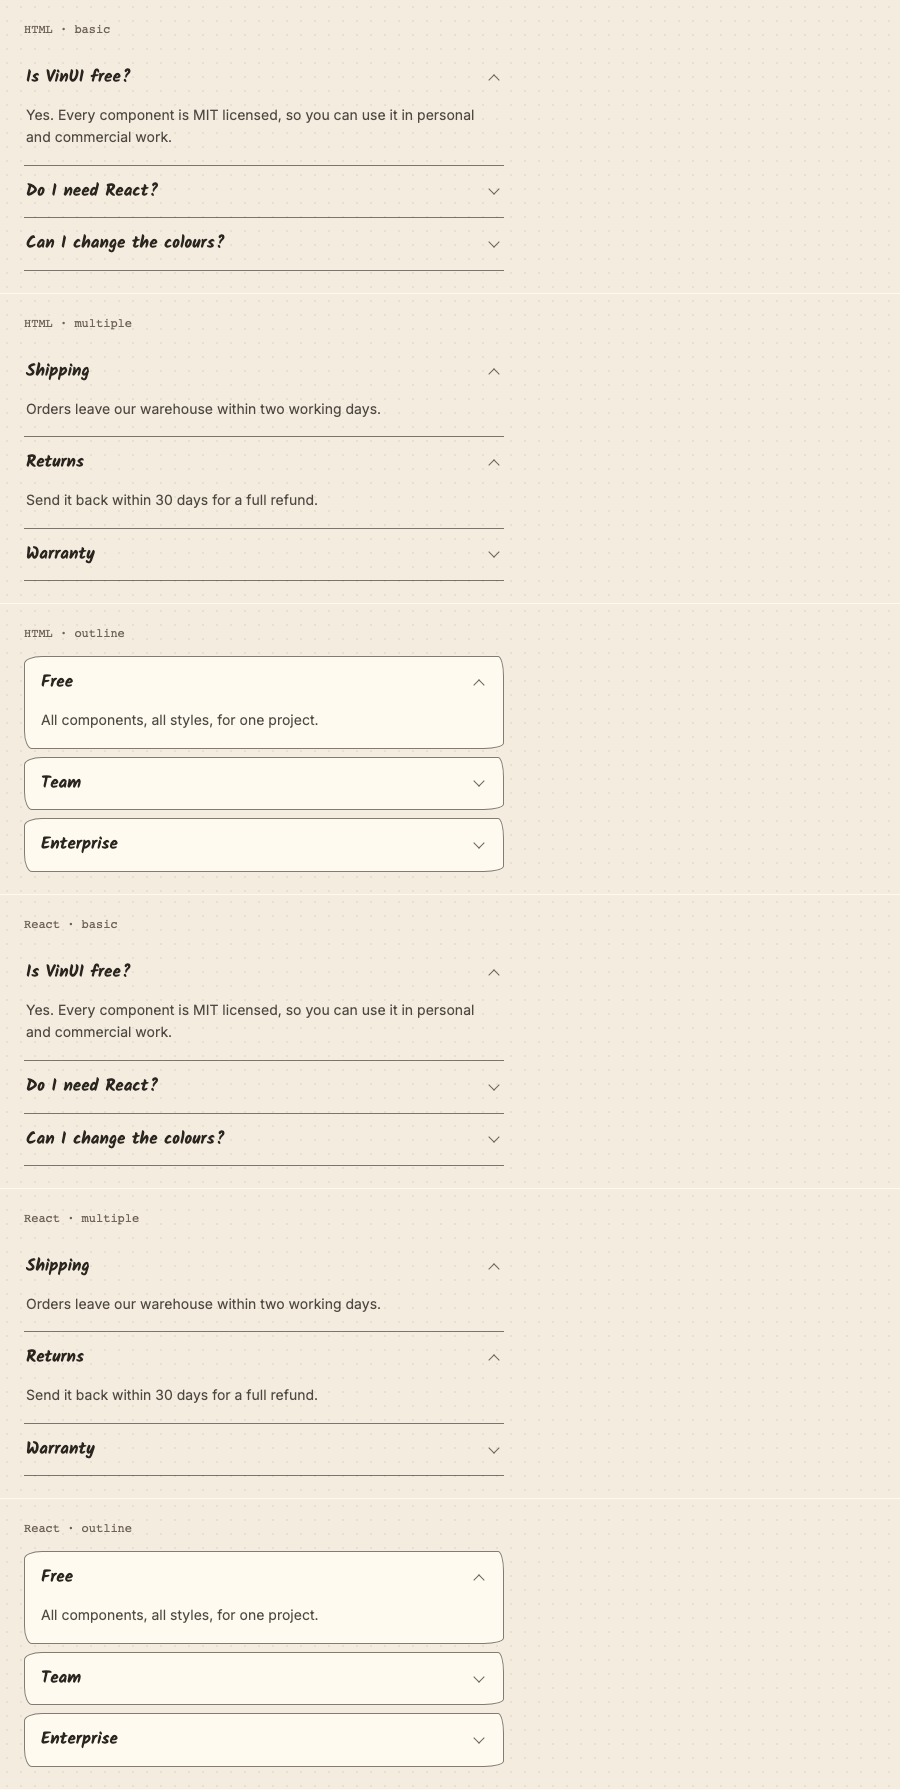 HTML · basic
Is VinUI free?
Yes. Every component is MIT licensed, so you can use it in personal
and commercial work.
Do I need React?
Can I change the colours?
HTML · multiple
Shipping
Orders leave our warehouse within two working days.
Returns
Send it back within 30 days for a full refund.
Warranty
HTML · outline
Free
All components, all styles, for one project.
Team
Enterprise
React · basic
Is VinUI free?
Yes. Every component is MIT licensed, so you can use it in personal
and commercial work.
Do I need React?
Can I change the colours?
React · multiple
Shipping
Orders leave our warehouse within two working days.
Returns
Send it back within 30 days for a full refund.
Warranty
React · outline
Free
All components, all styles, for one project.
Team
Enterprise